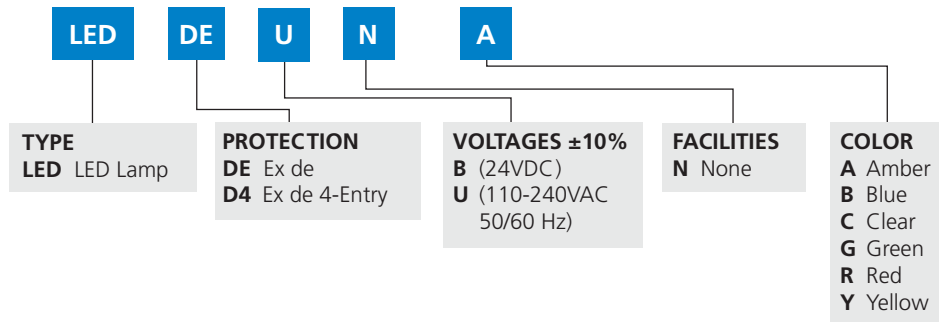 LED DE U N A
TYPE
LED LED Lamp
PROTECTION
DE Ex de
D4 Ex de 4-Entry
VOLTAGES ±10%
B (24VDC)
U (110-240VAC
50/60 Hz)
FACILITIES
N None
COLOR
A Amber
B Blue
C Clear
G Green
R Red
Y Yellow